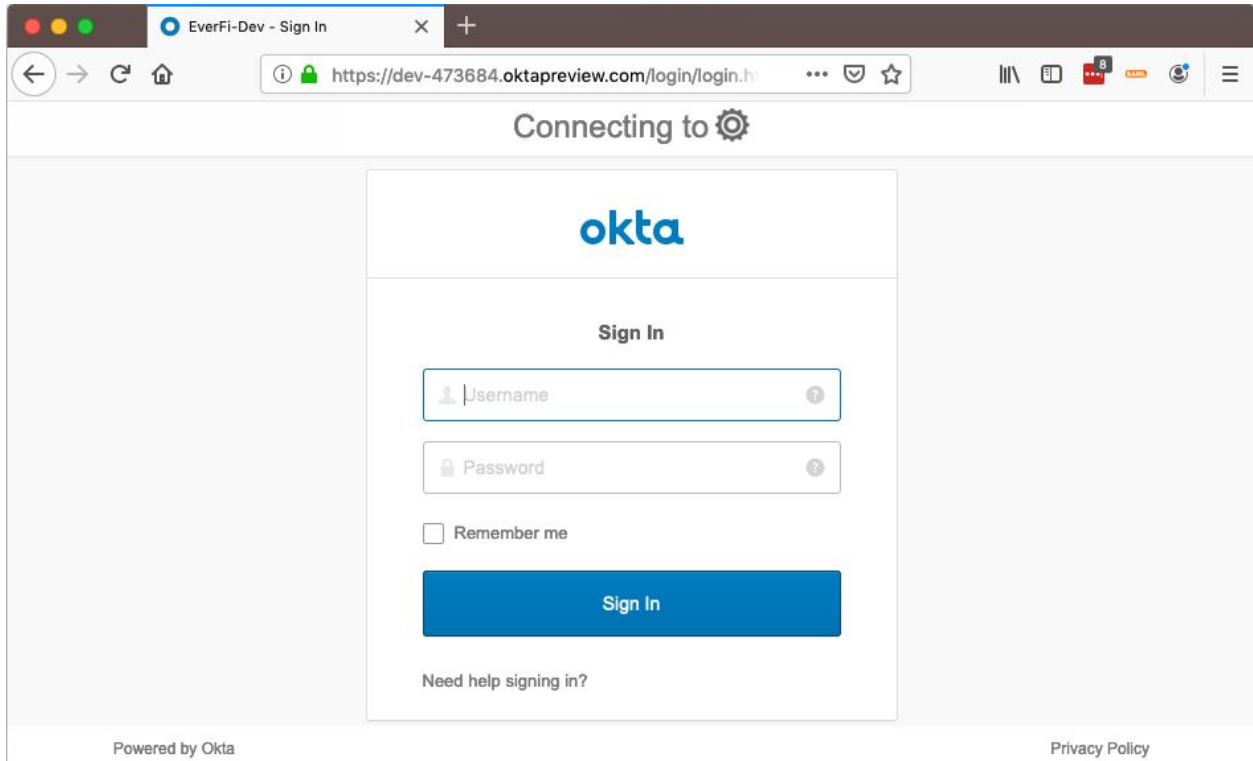 EverFi-Dev - Sign In
https://dev-473684.oktapreview.com/login/login.h
8
Connecting to
okta
Sign In
Username
Password
Remember me
Sign In
Need help signing in?
Powered by Okta
Privacy Policy